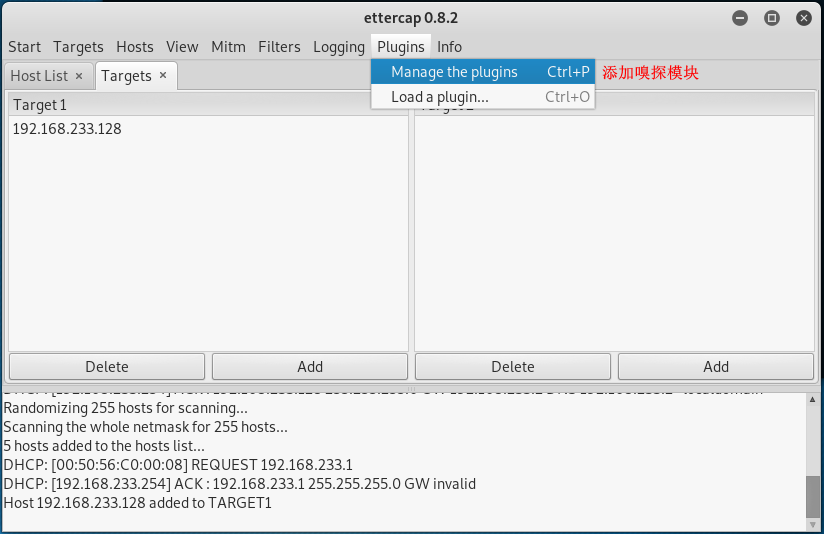 ettercap 0.8.2
Start Targets Hosts View Mitm Filters Logging Plugins Info
Host List × Targets ×
Manage the plugins Ctrl+P 添加嗅探模块
Load a plugin... Ctrl+O
Target 1
192.168.233.128
Delete Add Delete Add
Randomizing 255 hosts for scanning...
Scanning the whole netmask for 255 hosts...
5 hosts added to the hosts list...
DHCP: [00:50:56:C0:00:08] REQUEST 192.168.233.1
DHCP: [192.168.233.254] ACK : 192.168.233.1 255.255.255.0 GW invalid
Host 192.168.233.128 added to TARGET1